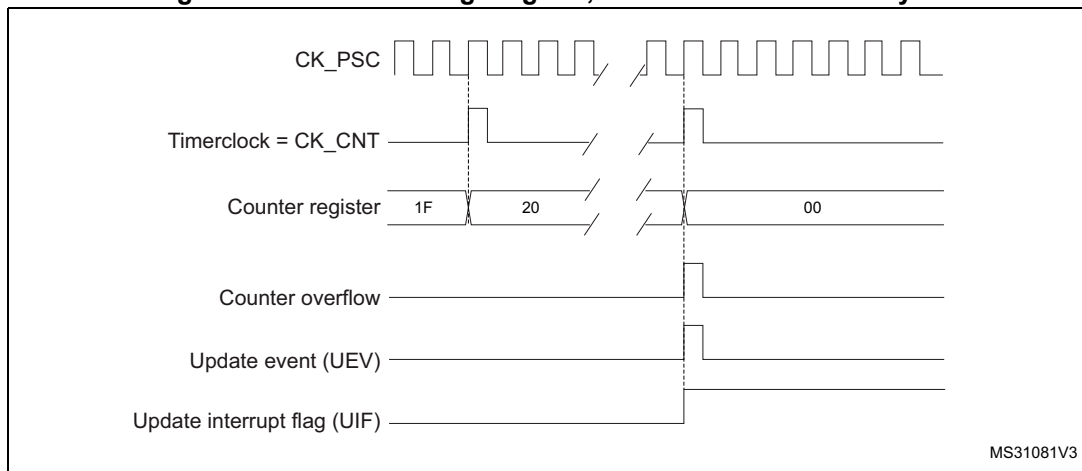 CK_PSC
Timerclock = CK_CNT
Counter register
1F
20
00
Counter overflow
Update event (UEV)
Update interrupt flag (UIF)
MS31081V3